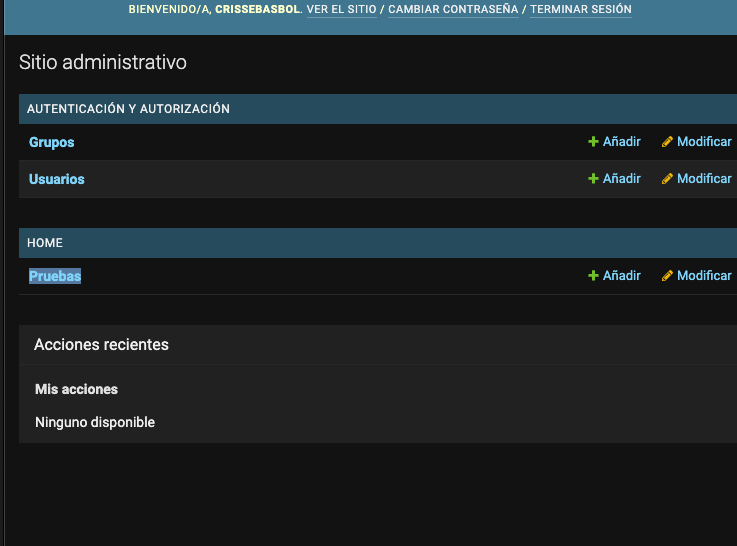 BIENVENIDO/A, CRISSEBASBOL. VER EL SITIO / CAMBIAR CONTRASEÑA / TERMINAR SESIÓN
Sitio administrativo
AUTENTICACIÓN Y AUTORIZACIÓN
Grupos Añadir Modificar
Usuarios Añadir Modificar
HOME
Pruebas Añadir Modificar
Acciones recientes
Mis acciones
Ninguno disponible